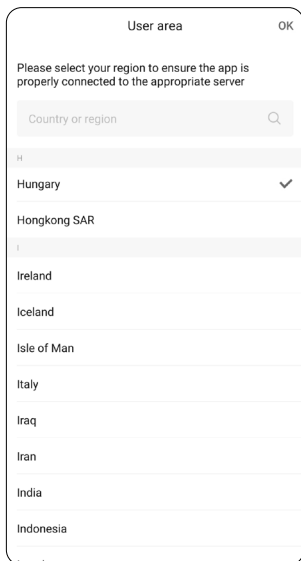 User area
OK
Please select your region to ensure the app is
properly connected to the appropriate server
Country or region
H
Hungary
Hongkong SAR
I
Ireland
Iceland
Isle of Man
Italy
Iraq
Iran
India
Indonesia